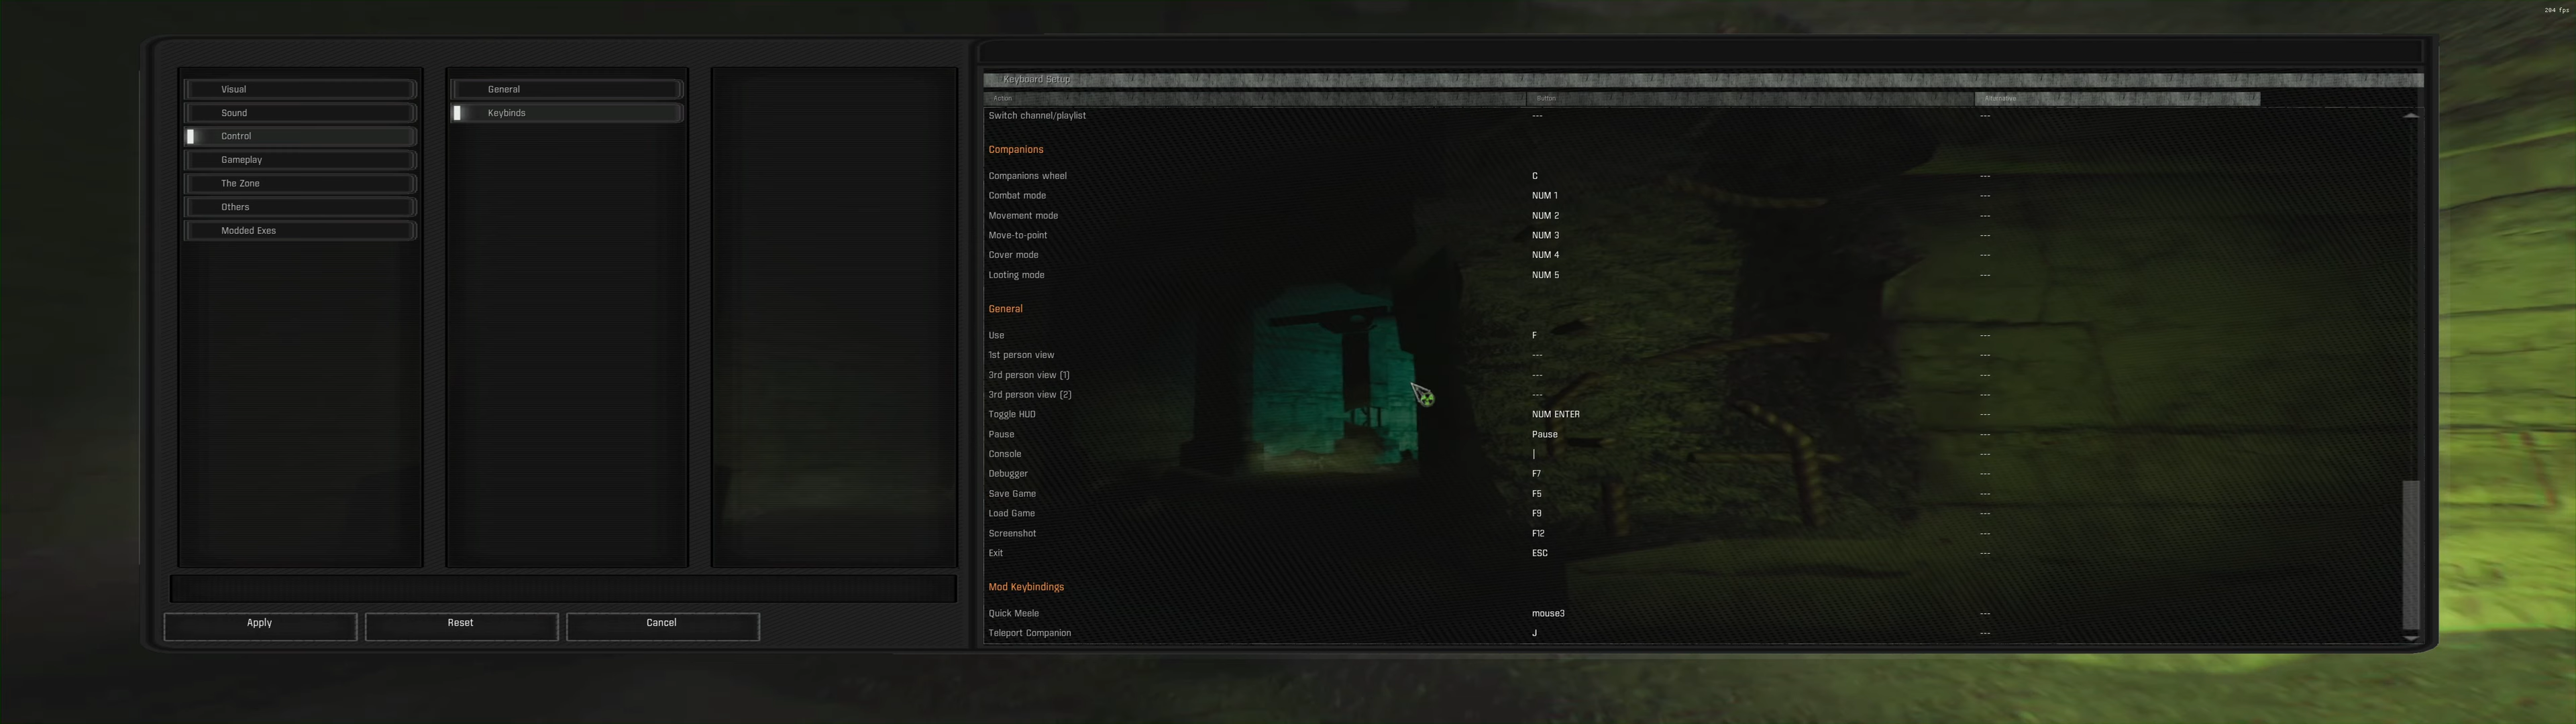 204 fps
Visual
Sound
Control
Gameplay
The Zone
Others
Modded Exes
General
Keybinds
Apply
Reset
Cancel
Keyboard Setup
Action Button Alternative
Switch channel/playlist --- ---
Companions
Companions wheel C ---
Combat mode NUM 1 ---
Movement mode NUM 2 ---
Move-to-point NUM 3 ---
Cover mode NUM 4 ---
Looting mode NUM 5 ---
General
Use F ---
1st person view --- ---
3rd person view (1) --- ---
3rd person view (2) --- ---
Toggle HUD NUM ENTER ---
Pause Pause ---
Console | ---
Debugger F7 ---
Save Game F5 ---
Load Game F9 ---
Screenshot F12 ---
Exit ESC ---
Mod Keybindings
Quick Meele mouse3 ---
Teleport Companion J ---